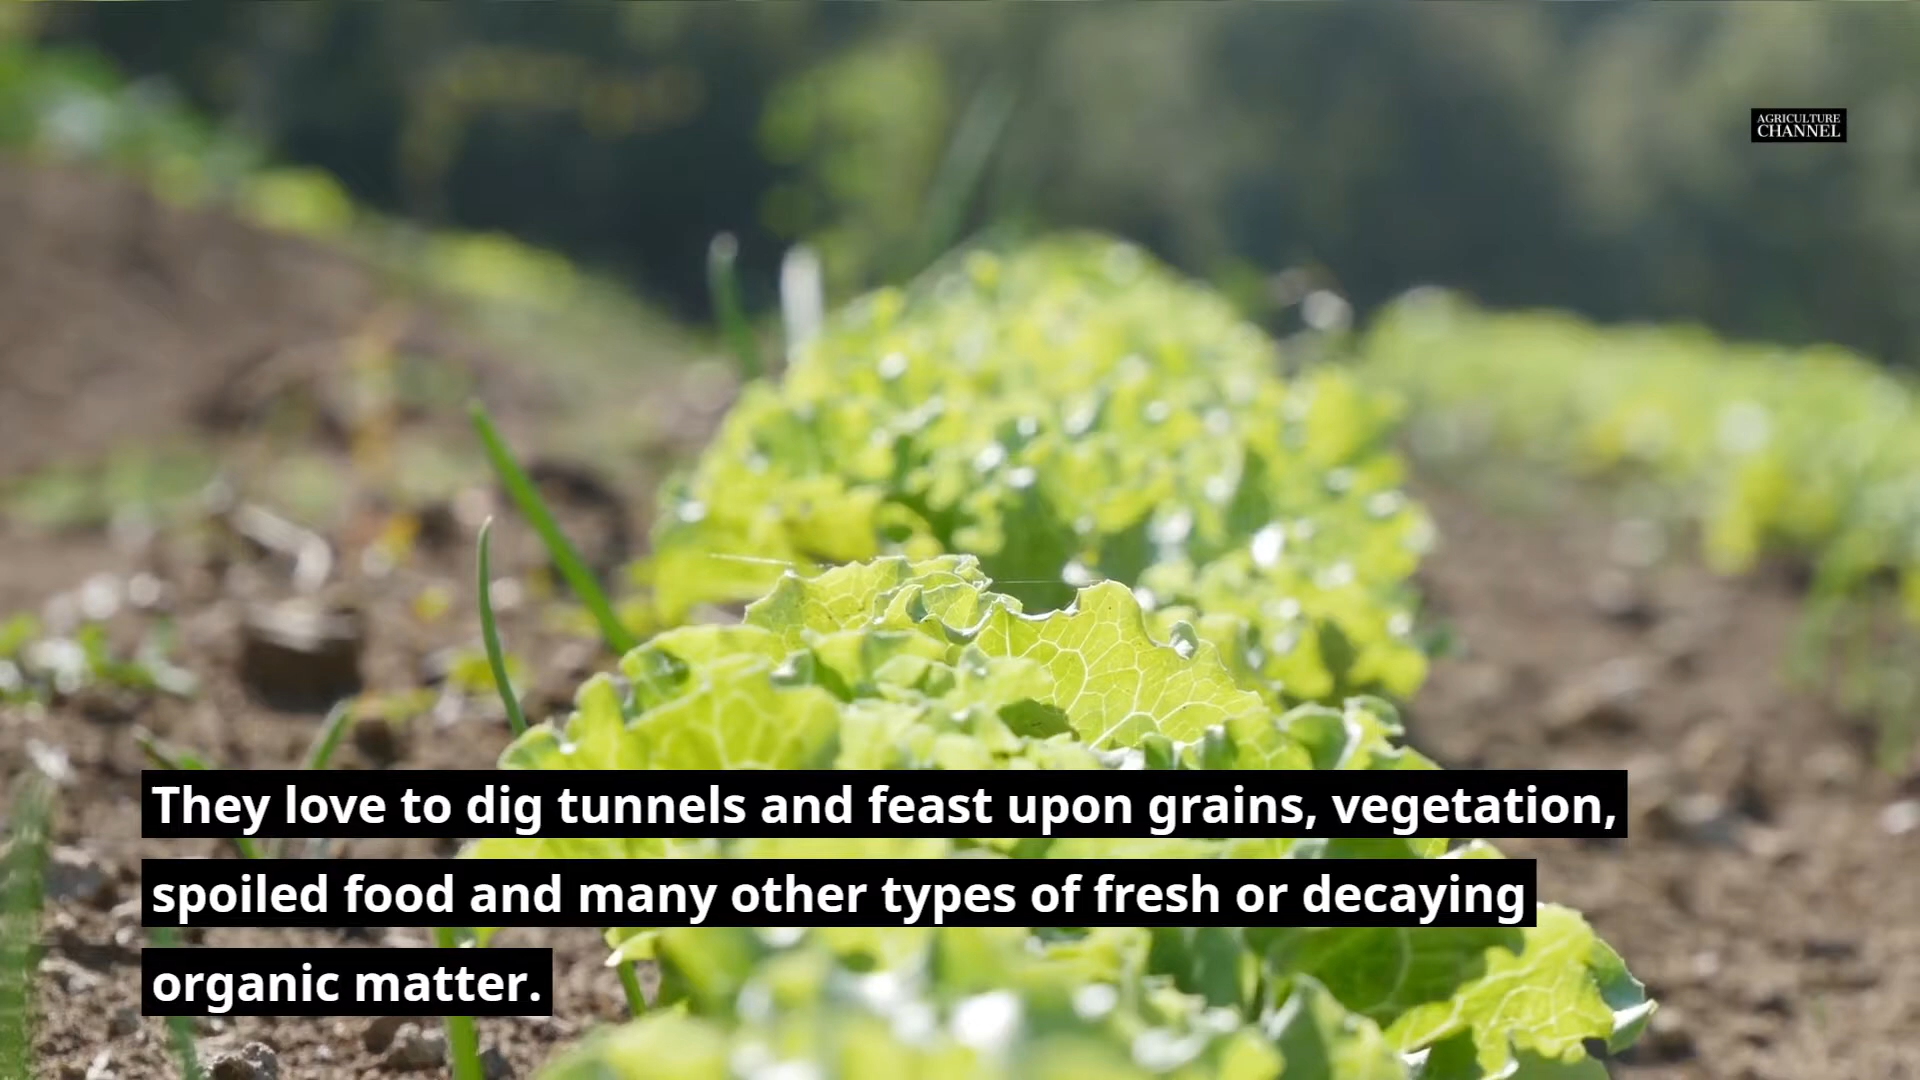 AGRICULTURE
CHANNEL
They love to dig tunnels and feast upon grains, vegetation,
spoiled food and many other types of fresh or decaying
organic matter.